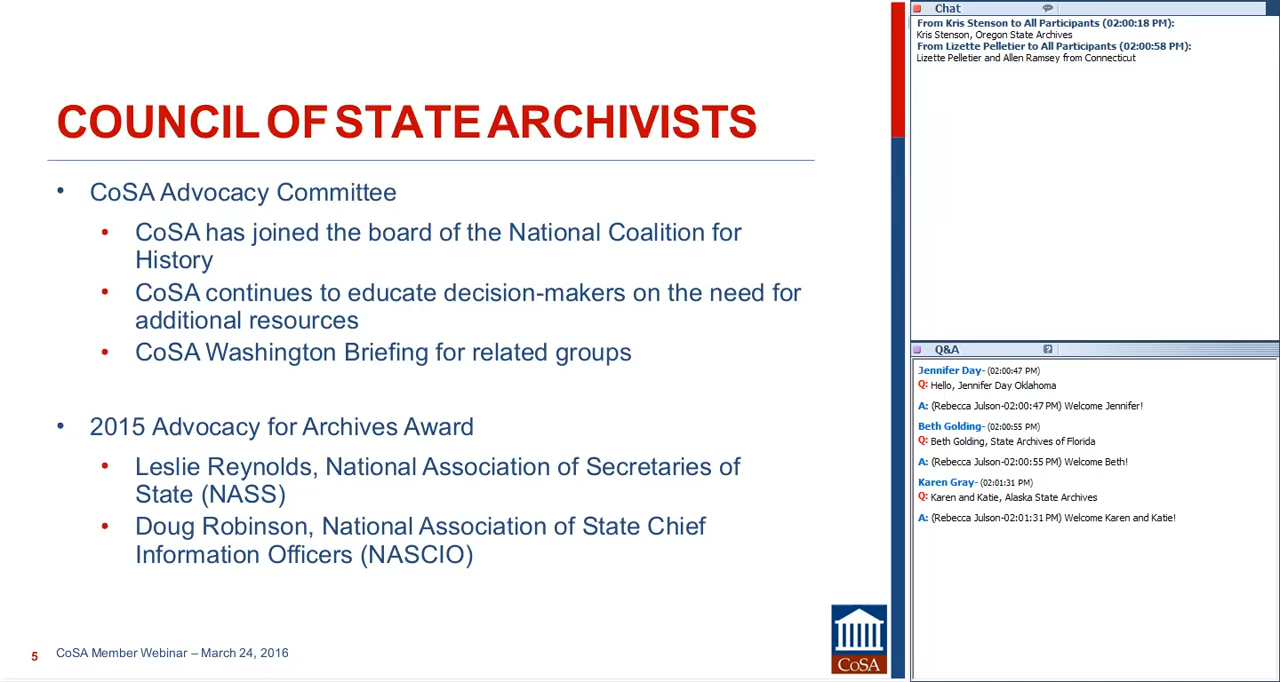 COUNCIL OF STATE ARCHIVISTS
• CoSA Advocacy Committee
• CoSA has joined the board of the National Coalition for
History
• CoSA continues to educate decision-makers on the need for
additional resources
• CoSA Washington Briefing for related groups
• 2015 Advocacy for Archives Award
• Leslie Reynolds, National Association of Secretaries of
State (NASS)
• Doug Robinson, National Association of State Chief
Information Officers (NASCIO)
5 CoSA Member Webinar – March 24, 2016
CoSA
Chat
From Kris Stenson to All Participants (02:00:18 PM):
Kris Stenson, Oregon State Archives
From Lizette Pelletier to All Participants (02:00:58 PM):
Lizette Pelletier and Allen Ramsey from Connecticut
Q&A
Jennifer Day- (02:00:47 PM)
Q: Hello, Jennifer Day Oklahoma
A: (Rebecca Julson-02:00:47 PM) Welcome Jennifer!
Beth Golding- (02:00:55 PM)
Q: Beth Golding, State Archives of Florida
A: (Rebecca Julson-02:00:55 PM) Welcome Beth!
Karen Gray- (02:01:31 PM)
Q: Karen and Katie, Alaska State Archives
A: (Rebecca Julson-02:01:31 PM) Welcome Karen and Katie!